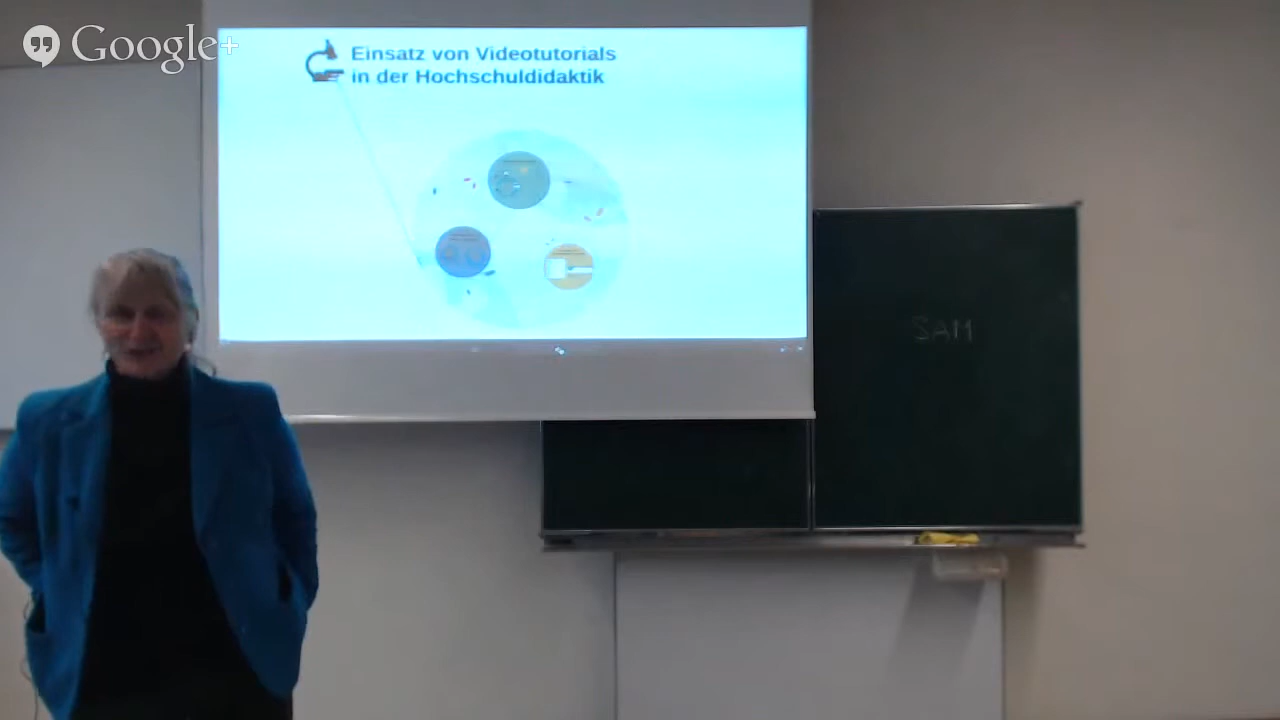 Google+
Einsatz von Videotutorials
in der Hochschuldidaktik
SAM